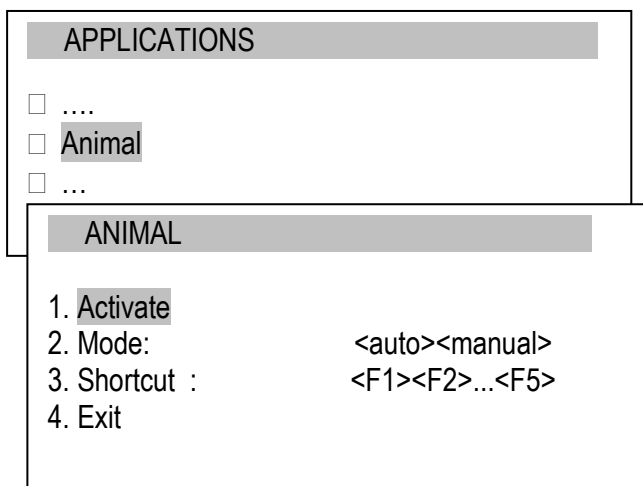 APPLICATIONS
□ ….
□ Animal
□ …
ANIMAL
1. Activate
2. Mode: <auto><manual>
3. Shortcut : <F1><F2>...<F5>
4. Exit